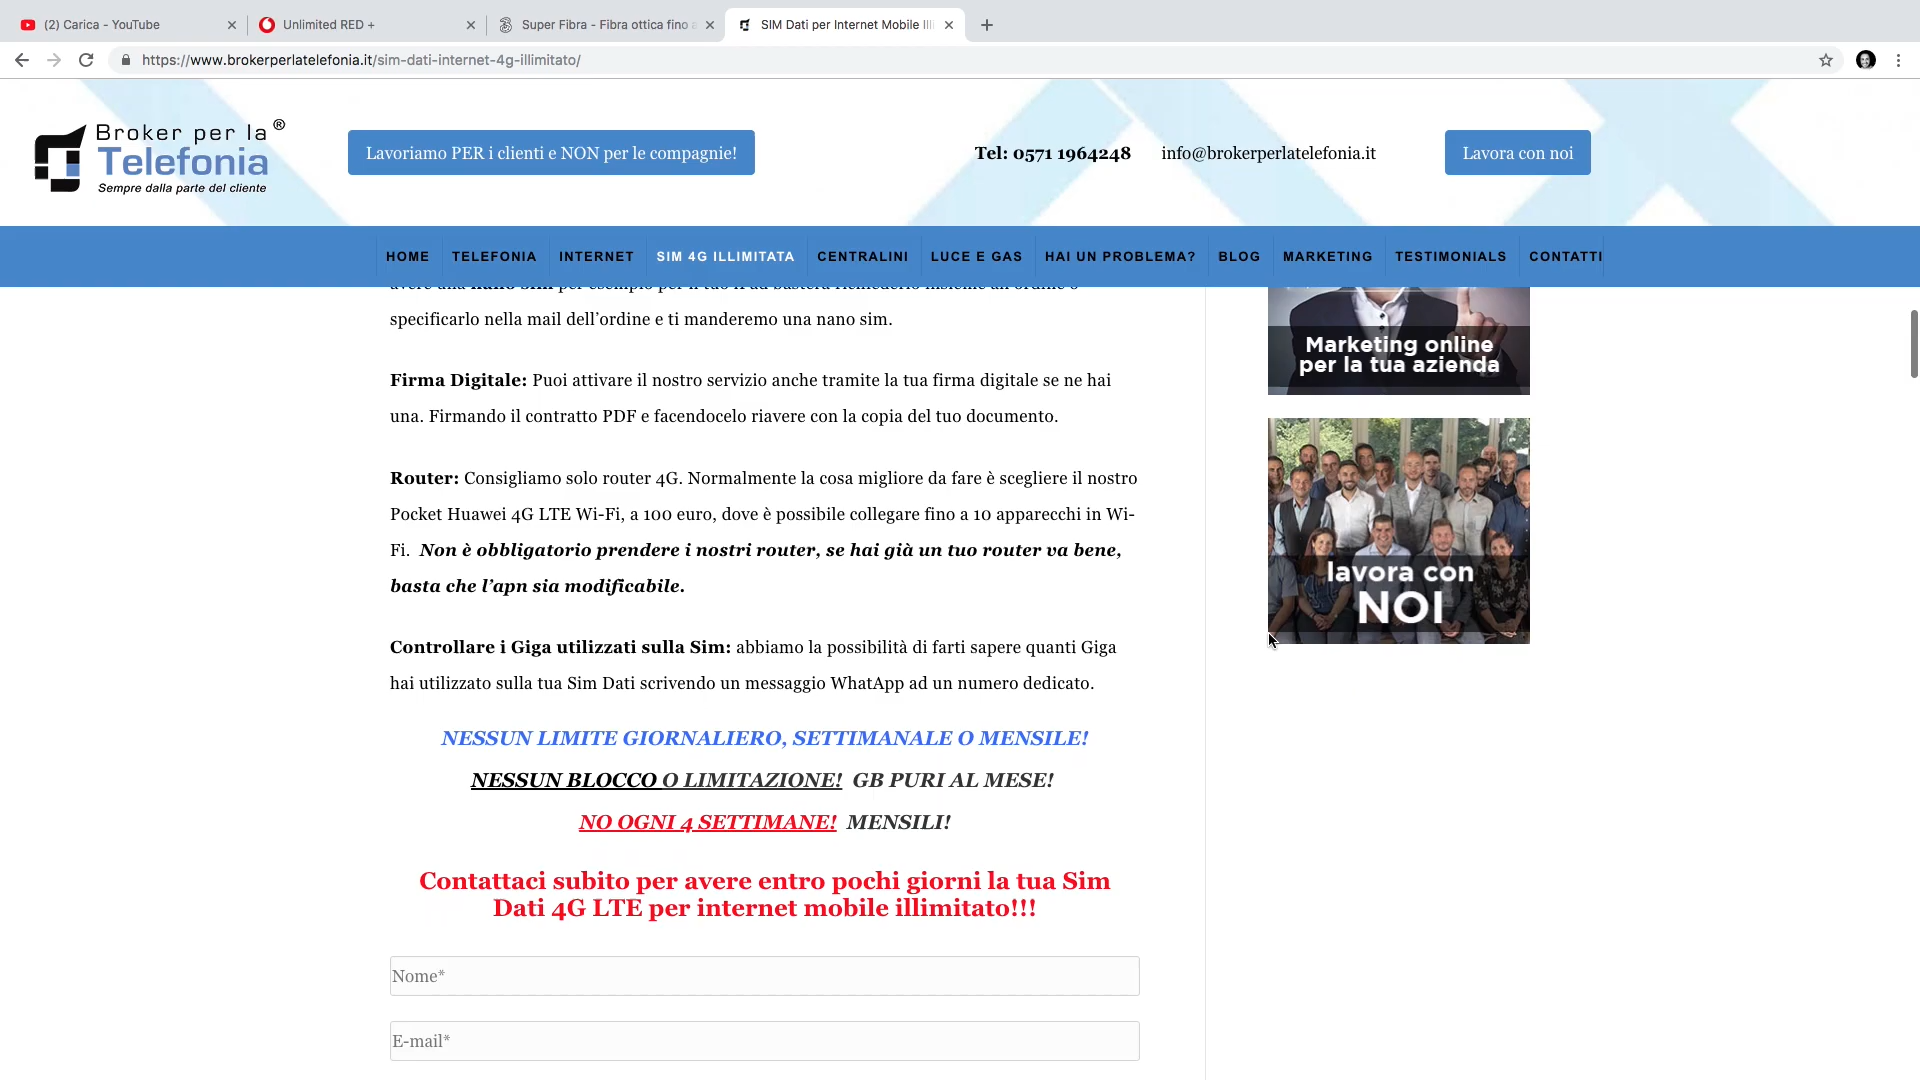 (2) Carica - YouTube
Unlimited RED +
Super Fibra - Fibra ottica fino a
SIM Dati per Internet Mobile Ill
https://www.brokerperlatelefonia.it/sim-dati-internet-4g-illimitato/
Broker per la ®
Telefonia
Sempre dalla parte del cliente
Lavoriamo PER i clienti e NON per le compagnie!
Tel: 0571 1964248
info@brokerperlatelefonia.it
Lavora con noi
HOME TELEFONIA INTERNET SIM 4G ILLIMITATA CENTRALINI LUCE E GAS HAI UN PROBLEMA? BLOG MARKETING TESTIMONIALS CONTATTI
specificarlo nella mail dell'ordine e ti manderemo una nano sim.
Firma Digitale: Puoi attivare il nostro servizio anche tramite la tua firma digitale se ne hai
una. Firmando il contratto PDF e facendocelo riavere con la copia del tuo documento.
Router: Consigliamo solo router 4G. Normalmente la cosa migliore da fare è scegliere il nostro
Pocket Huawei 4G LTE Wi-Fi, a 100 euro, dove è possibile collegare fino a 10 apparecchi in Wi-
Fi. Non è obbligatorio prendere i nostri router, se hai già un tuo router va bene,
basta che l'apn sia modificabile.
Controllare i Giga utilizzati sulla Sim: abbiamo la possibilità di farti sapere quanti Giga
hai utilizzato sulla tua Sim Dati scrivendo un messaggio WhatApp ad un numero dedicato.
NESSUN LIMITE GIORNALIERO, SETTIMANALE O MENSILE!
NESSUN BLOCCO O LIMITAZIONE! GB PURI AL MESE!
NO OGNI 4 SETTIMANE! MENSILI!
Contattaci subito per avere entro pochi giorni la tua Sim
Dati 4G LTE per internet mobile illimitato!!!
Nome*
E-mail*
Marketing online
per la tua azienda
lavora con
NOI